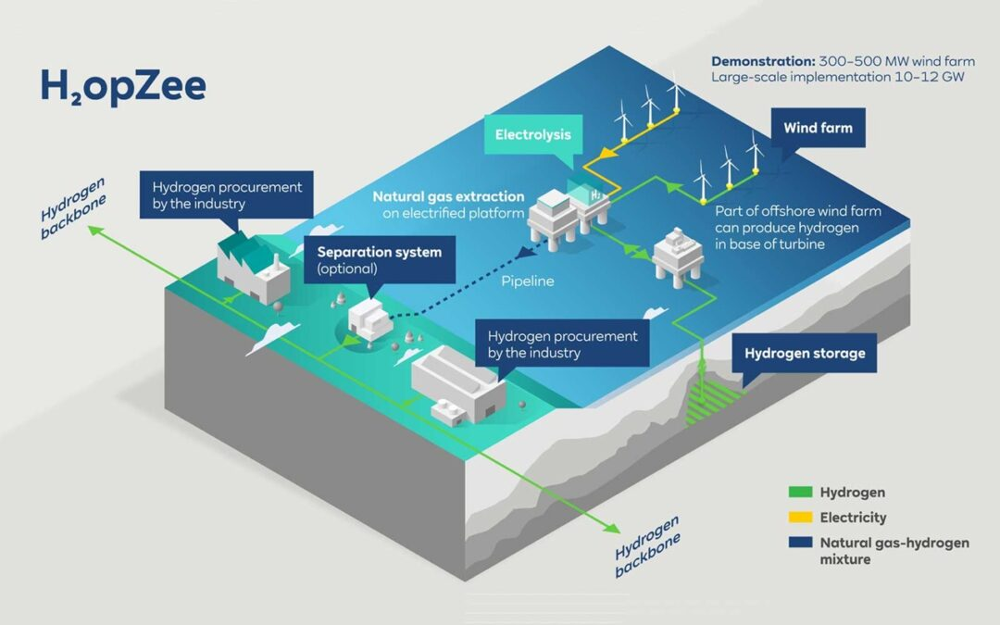 H₂opZee
Demonstration: 300–500 MW wind farm
Large-scale implementation 10–12 GW
Electrolysis
Wind farm
Hydrogen
backbone
Hydrogen procurement
by the industry
Natural gas extraction
on electrified platform
H₂
Part of offshore wind farm
can produce hydrogen
in base of turbine
Separation system
(optional)
Pipeline
Hydrogen procurement
by the industry
Hydrogen storage
Hydrogen
Electricity
Natural gas-hydrogen
mixture
Hydrogen
backbone